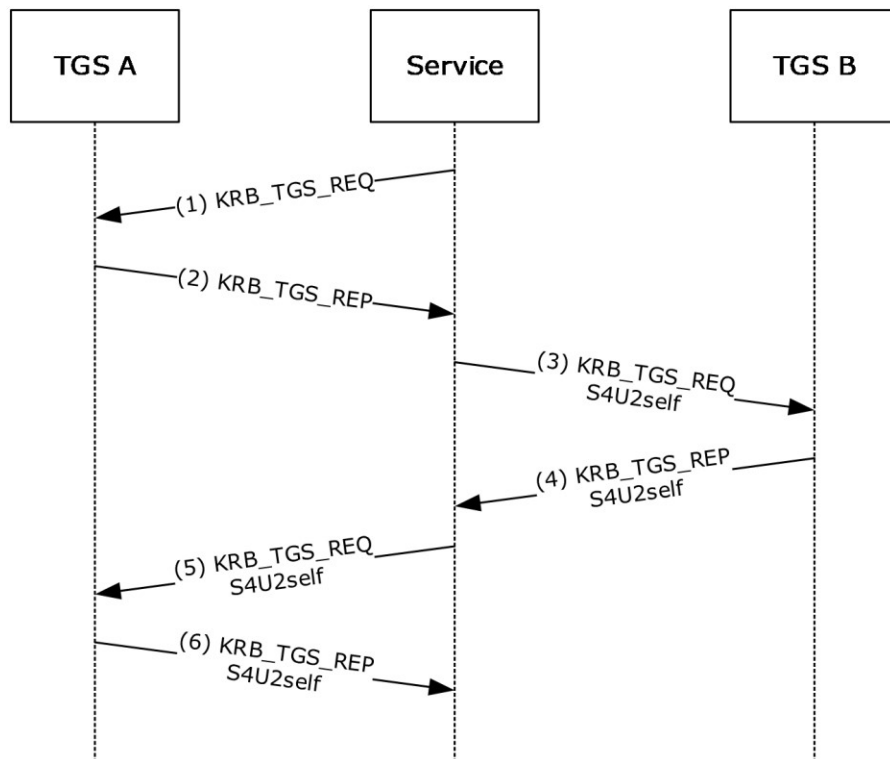 TGS A
Service
TGS B
(1) KRB_TGS_REQ
(2) KRB_TGS_REP
(3) KRB_TGS_REQ
S4U2self
(4) KRB_TGS_REP
S4U2self
(5) KRB_TGS_REQ
S4U2self
(6) KRB_TGS_REP
S4U2self